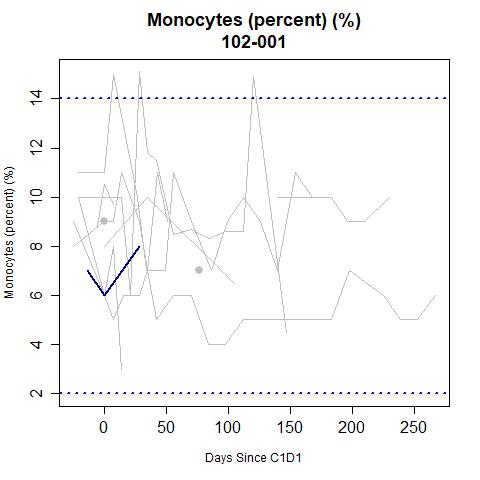 Monocytes (percent) (%)
102-001
Monocytes (percent) (%)
14
12
10
8
6
4
2
0 50 100 150 200 250
Days Since C1D1